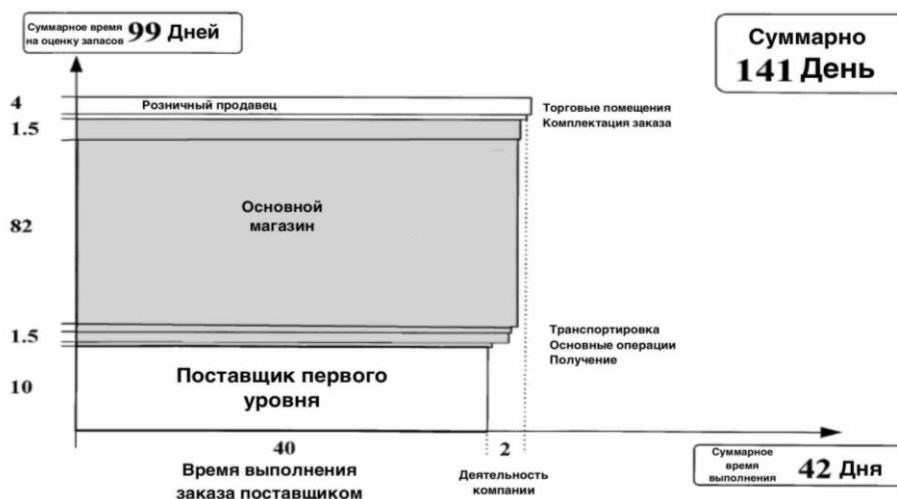 Суммарное время
на оценку запасов 99 Дней
Суммарно
141 День
4
Розничный продавец
Торговые помещения
1.5
Комплектация заказа
Основной
магазин
82
1.5
Транспортировка
Основные операции
Получение
10
Поставщик первого
уровня
40
2
Время выполнения
заказа поставщиком
Деятельность
компании
Суммарное
время
выполнения
42 Дня